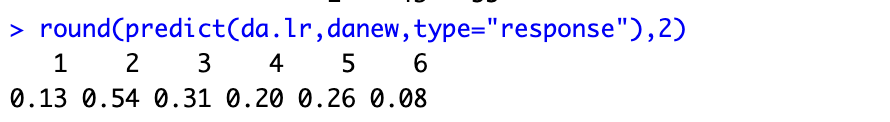 > round(predict(da.lr,danew,type="response"),2)
1 2 3 4 5 6
0.13 0.54 0.31 0.20 0.26 0.08